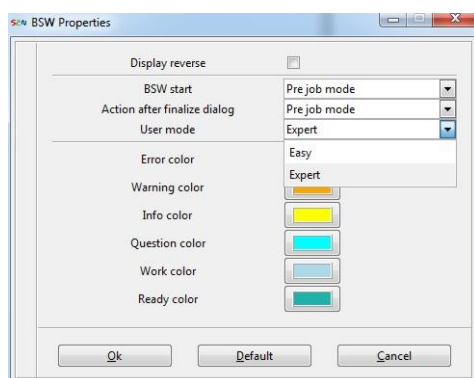 BSW Properties
Display reverse
BSW start Pre job mode
Action after finalize dialog Pre job mode
User mode Expert
Easy
Error color
Expert
Warning color
Info color
Question color
Work color
Ready color
Ok Default Cancel